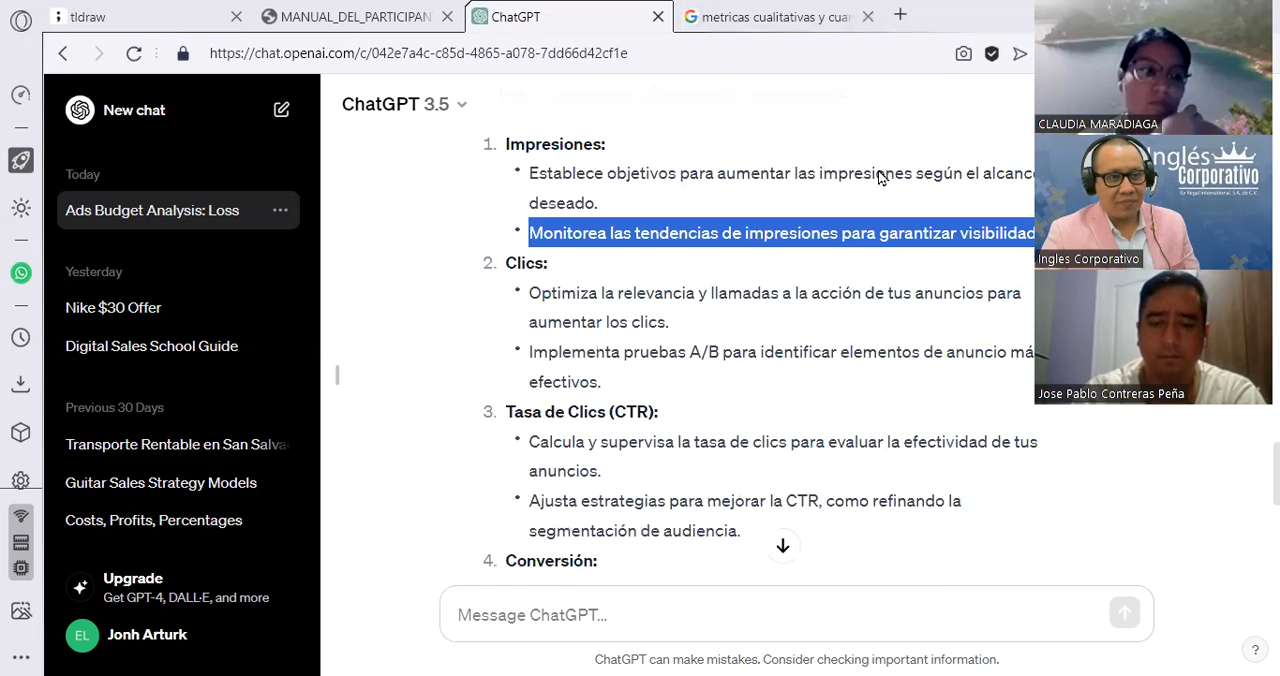 tldraw
MANUAL_DEL_PARTICIPAN
ChatGPT
metricas cualitativas y cua
https://chat.openai.com/c/042e7a4c-c85d-4865-a078-7dd66d42cf1e
New chat
Today
Ads Budget Analysis: Loss
Yesterday
Nike $30 Offer
Digital Sales School Guide
Previous 30 Days
Transporte Rentable en San Salva
Guitar Sales Strategy Models
Costs, Profits, Percentages
Upgrade
Get GPT-4, DALL·E, and more
EL
Jonh Arturk
ChatGPT 3.5
1. Impresiones:
• Establece objetivos para aumentar las impresiones según el alcance
deseado.
• Monitorea las tendencias de impresiones para garantizar visibilidad
2. Clics:
• Optimiza la relevancia y llamadas a la acción de tus anuncios para
aumentar los clics.
• Implementa pruebas A/B para identificar elementos de anuncio má
efectivos.
3. Tasa de Clics (CTR):
• Calcula y supervisa la tasa de clics para evaluar la efectividad de tus
anuncios.
• Ajusta estrategias para mejorar la CTR, como refinando la
segmentación de audiencia.
4. Conversión:
Message ChatGPT...
ChatGPT can make mistakes. Consider checking important information.
?
CLAUDIA MARADIAGA
Inglés
Corporativo
By Regal International, S.A. de C.V.
Ingles Corporativo
Jose Pablo Contreras Peña